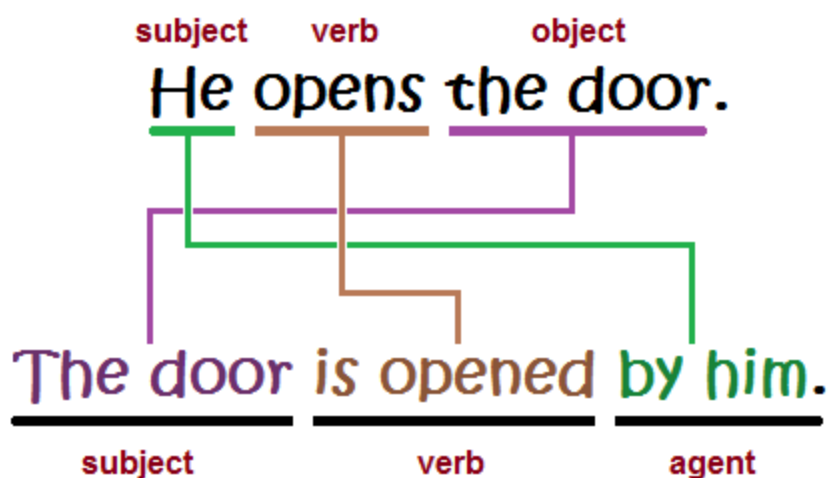 subject verb object
He opens the door.
The door is opened by him.
subject verb agent